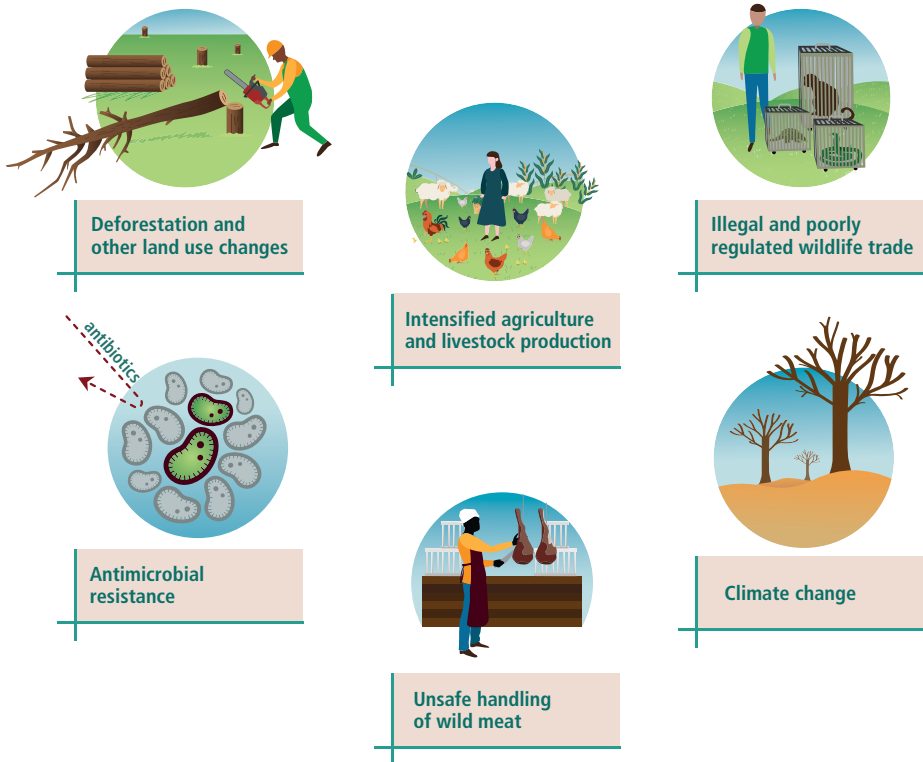 Deforestation and
other land use changes
Intensified agriculture
and livestock production
Illegal and poorly
regulated wildlife trade
antibiotics
Antimicrobial
resistance
Unsafe handling
of wild meat
Climate change